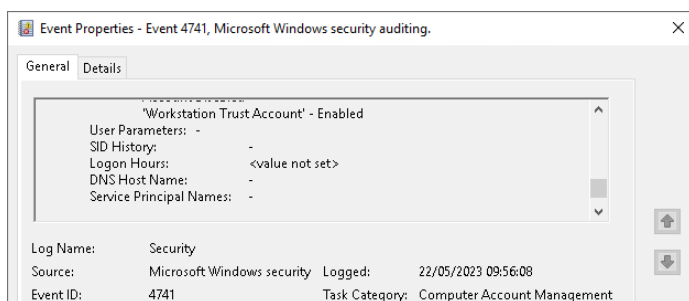 Event Properties - Event 4741, Microsoft Windows security auditing.
General Details
'Workstation Trust Account' - Enabled
User Parameters: -
SID History: -
Logon Hours: <value not set>
DNS Host Name: -
Service Principal Names: -
Log Name: Security
Source: Microsoft Windows security Logged: 22/05/2023 09:56:08
Event ID: 4741 Task Category: Computer Account Management